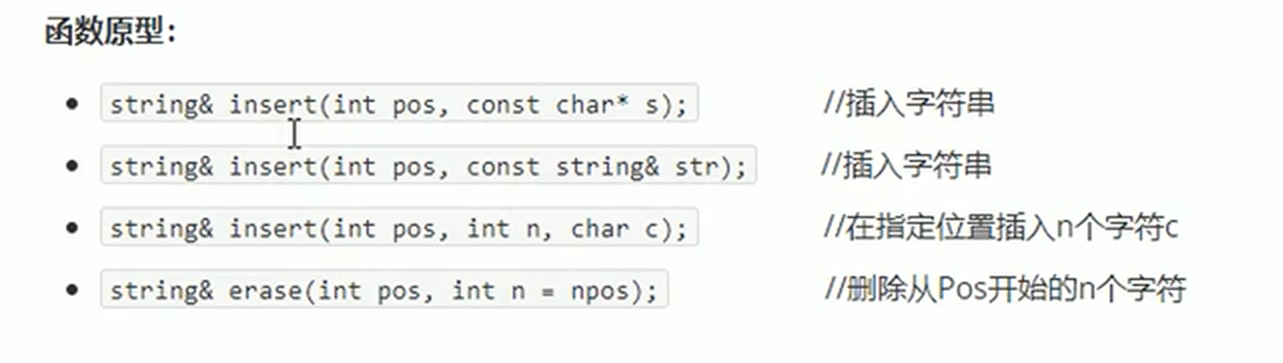 函数原型：
string& insert(int pos, const char* s); //插入字符串
string& insert(int pos, const string& str); //插入字符串
string& insert(int pos, int n, char c); //在指定位置插入n个字符c
string& erase(int pos, int n = npos); //删除从Pos开始的n个字符